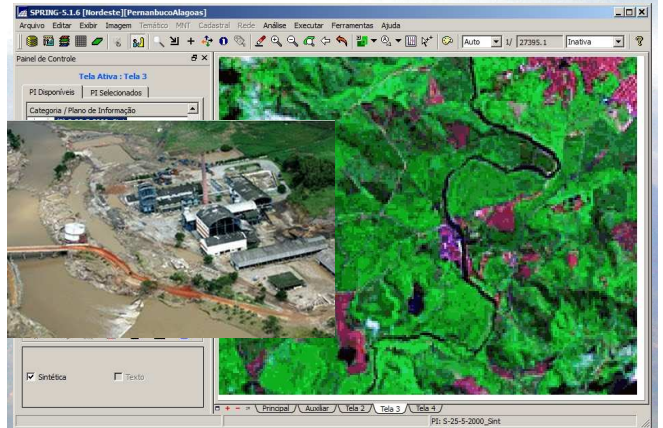 SPRING-5.1.6 [Nordeste][PernanbucoAlagoas]
Arquivo Editar Exibir Imagem Temático MNT Cadastral Rede Análise Executar Ferramentas Ajuda
Auto 1/ 27395.1 Inativa
Painel de Controle
Tela Ativa : Tela 3
PI Disponíveis PI Selecionados
Categoria / Plano de Informação
Sintética Texto
Principal Auxiliar Tela 2 Tela 3 Tela 4
PI: S-25-5-2000_Sint